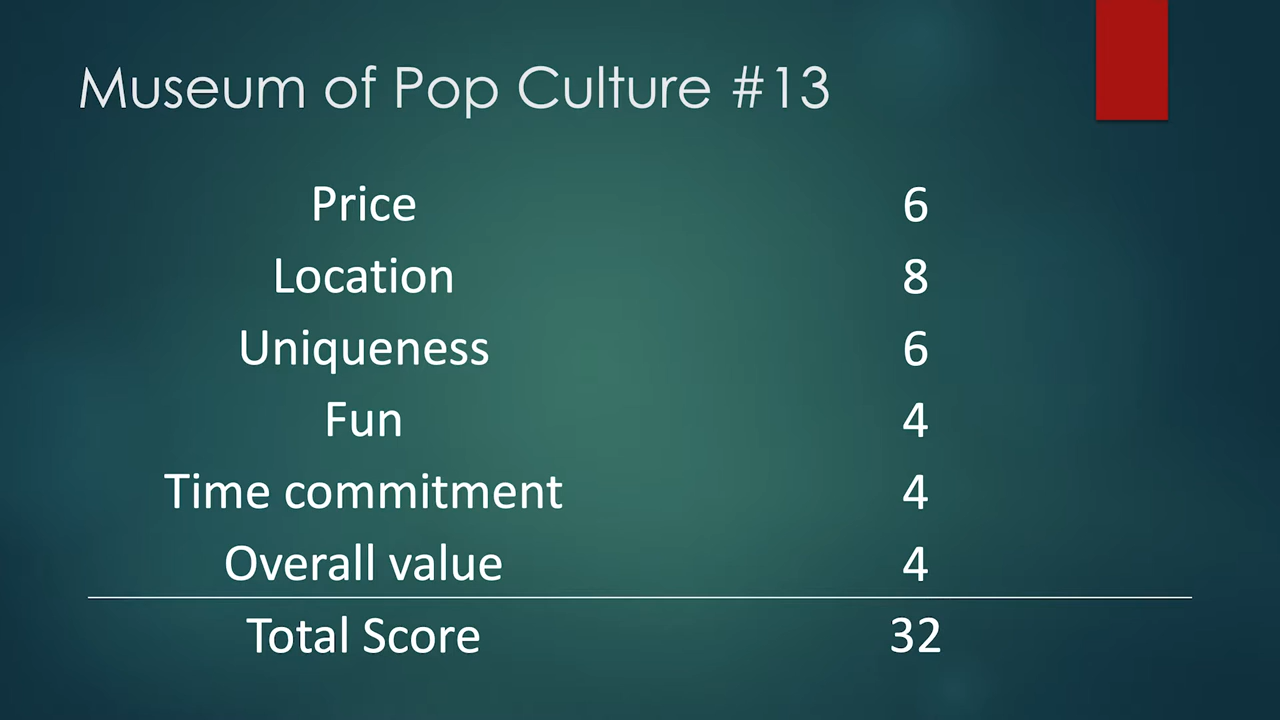 Museum of Pop Culture #13
Price 6
Location 8
Uniqueness 6
Fun 4
Time commitment 4
Overall value 4
Total Score 32